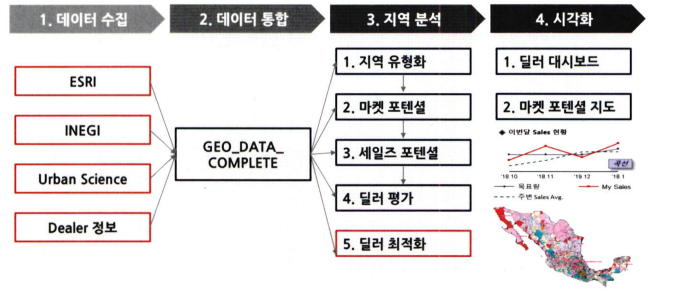 1. 데이터 수집
2. 데이터 통합
3. 지역 분석
4. 시각화
ESRI
INEGI
Urban Science
Dealer 정보
GEO_DATA_
COMPLETE
1. 지역 유형화
2. 마켓 포텐셜
3. 세일즈 포텐셜
4. 딜러 평가
5. 딜러 최적화
1. 딜러 대시보드
2. 마켓 포텐셜 지도
◆ 이번달 Sales 현황
개선
'18.10
'18.11
'19.12
'18.1
목표량
My Sales
주변 Sales Avg.